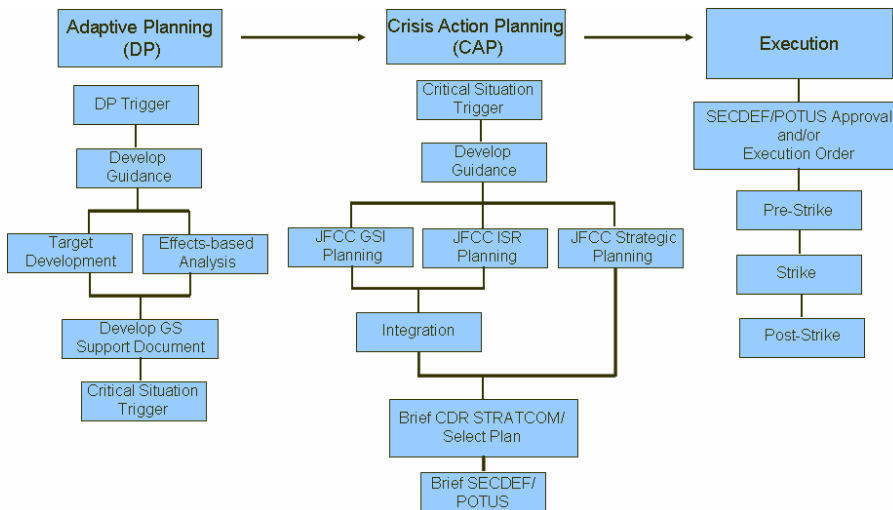 Adaptive Planning
(DP)
Crisis Action Planning
(CAP)
Execution
DP Trigger
Develop
Guidance
Target
Development
Effects-based
Analysis
Develop GS
Support Document
Critical Situation
Trigger
Critical Situation
Trigger
Develop
Guidance
JFCC GSI
Planning
JFCC ISR
Planning
JFCC Strategic
Planning
Integration
Brief CDR STRATCOM/
Select Plan
Brief SECDEF/
POTUS
SECDEF/POTUS Approval
and/or
Execution Order
Pre-Strike
Strike
Post-Strike